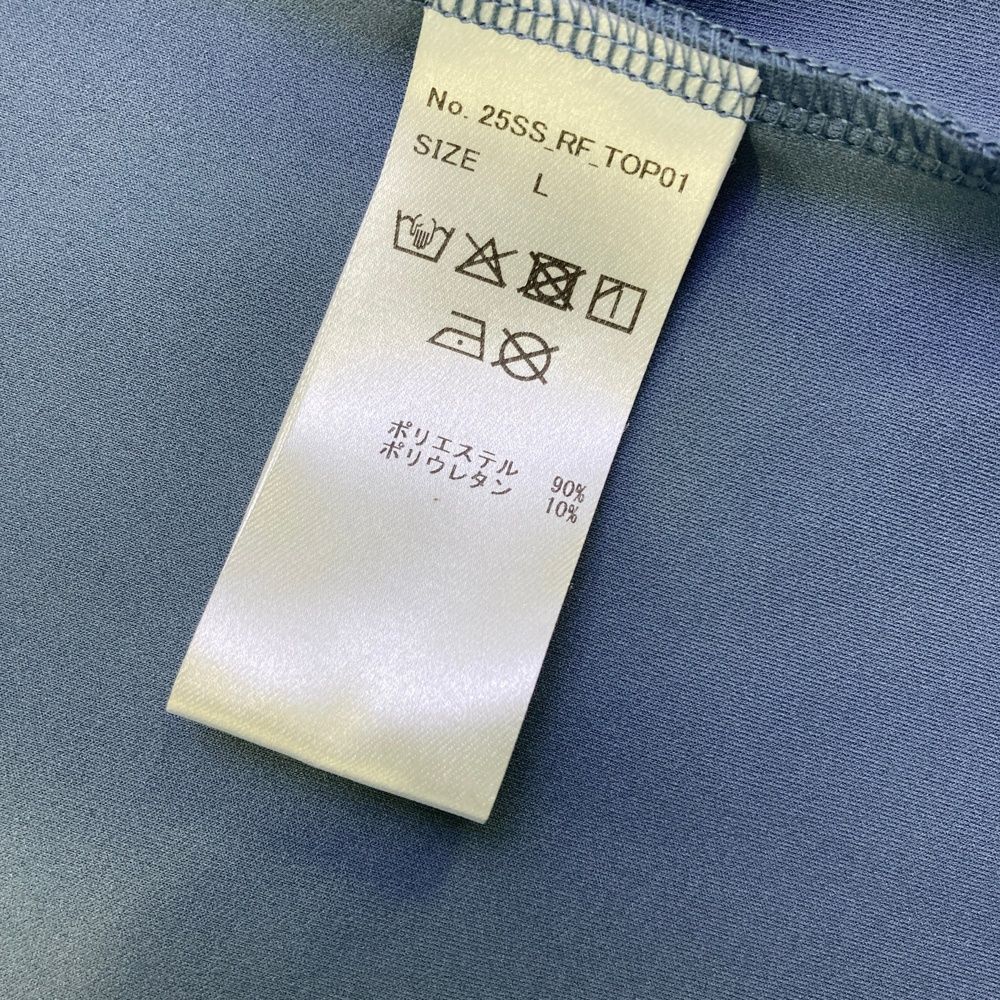 No. 25SS_RF_TOP01
SIZE L
ポリエステル 90%
ポリウレタン 10%